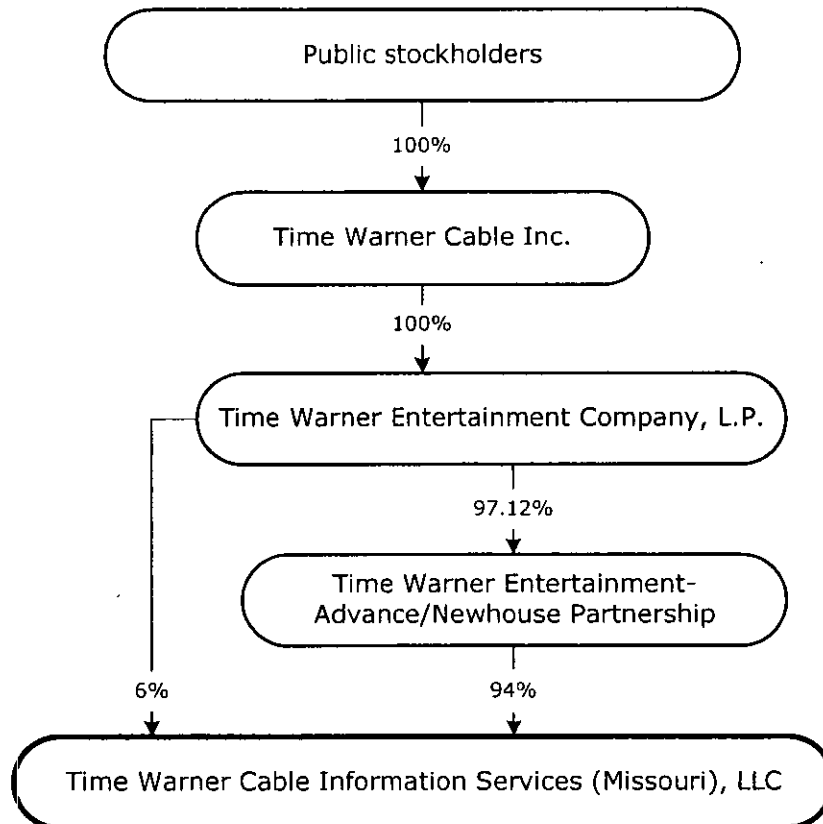 Public stockholders
100%
Time Warner Cable Inc.
100%
Time Warner Entertainment Company, L.P.
97.12%
Time Warner Entertainment-
Advance/Newhouse Partnership
6%
94%
Time Warner Cable Information Services (Missouri), LLC